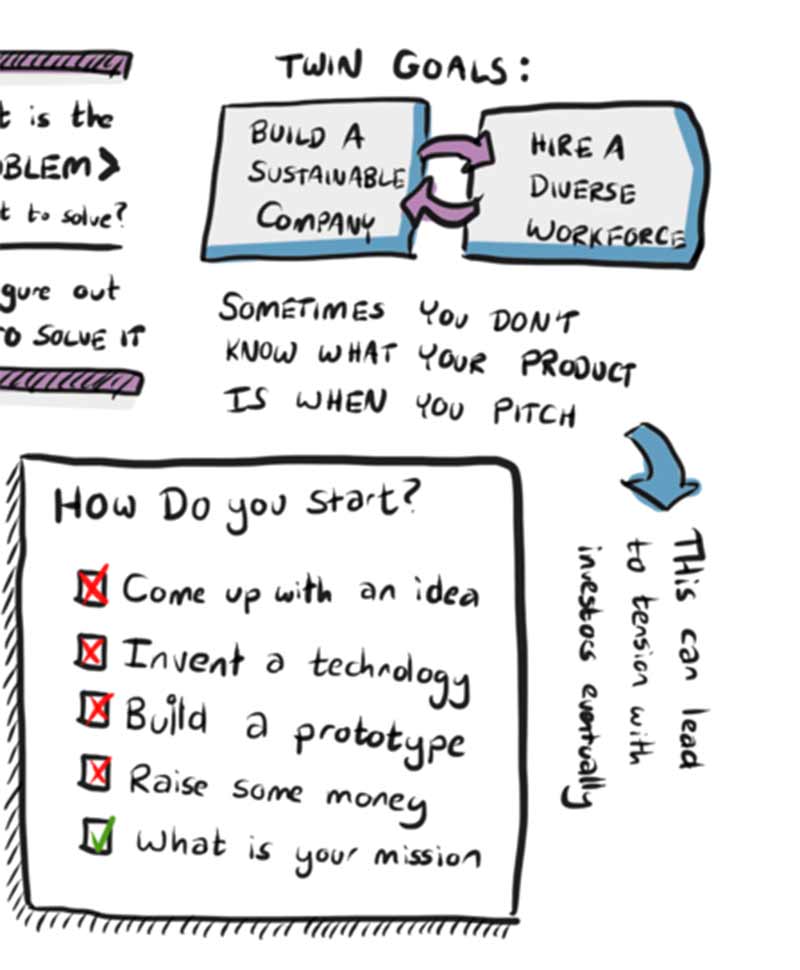 t is the
OBLEM >
t to solve?
gure out
TO SOLVE IT
TWIN GOALS:
BUILD A
SUSTAINABLE
COMPANY
HIRE A
DIVERSE
WORKFORCE
SOMETIMES YOU DON'T
KNOW WHAT YOUR PRODUCT
IS WHEN YOU PITCH
THis can lead
to tension with
investors eventually
How Do you start?
Come up with an idea
Invent a technology
Build a prototype
Raise some money
What is your mission